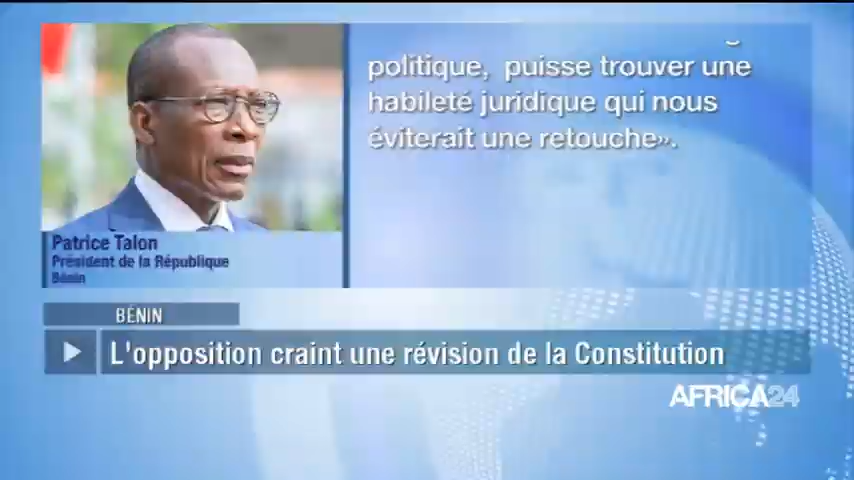 politique, puisse trouver une
habileté juridique qui nous
éviterait une retouche».
Patrice Talon
Président de la République
Bénin
BÉNIN
L'opposition craint une révision de la Constitution
AFRICA24